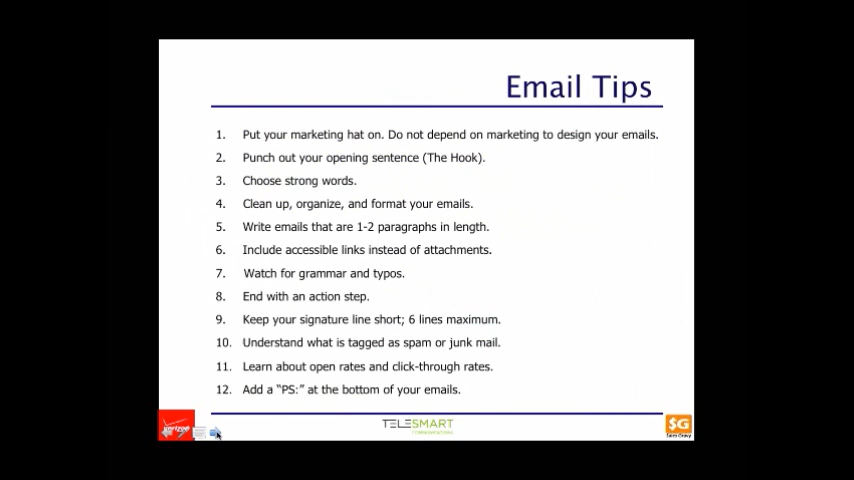 Email Tips
1. Put your marketing hat on. Do not depend on marketing to design your emails.
2. Punch out your opening sentence (The Hook).
3. Choose strong words.
4. Clean up, organize, and format your emails.
5. Write emails that are 1-2 paragraphs in length.
6. Include accessible links instead of attachments.
7. Watch for grammar and typos.
8. End with an action step.
9. Keep your signature line short; 6 lines maximum.
10. Understand what is tagged as spam or junk mail.
11. Learn about open rates and click-through rates.
12. Add a “PS:” at the bottom of your emails.
verizon
TELESMART
COMMUNICATIONS
SG
Sales Gravy